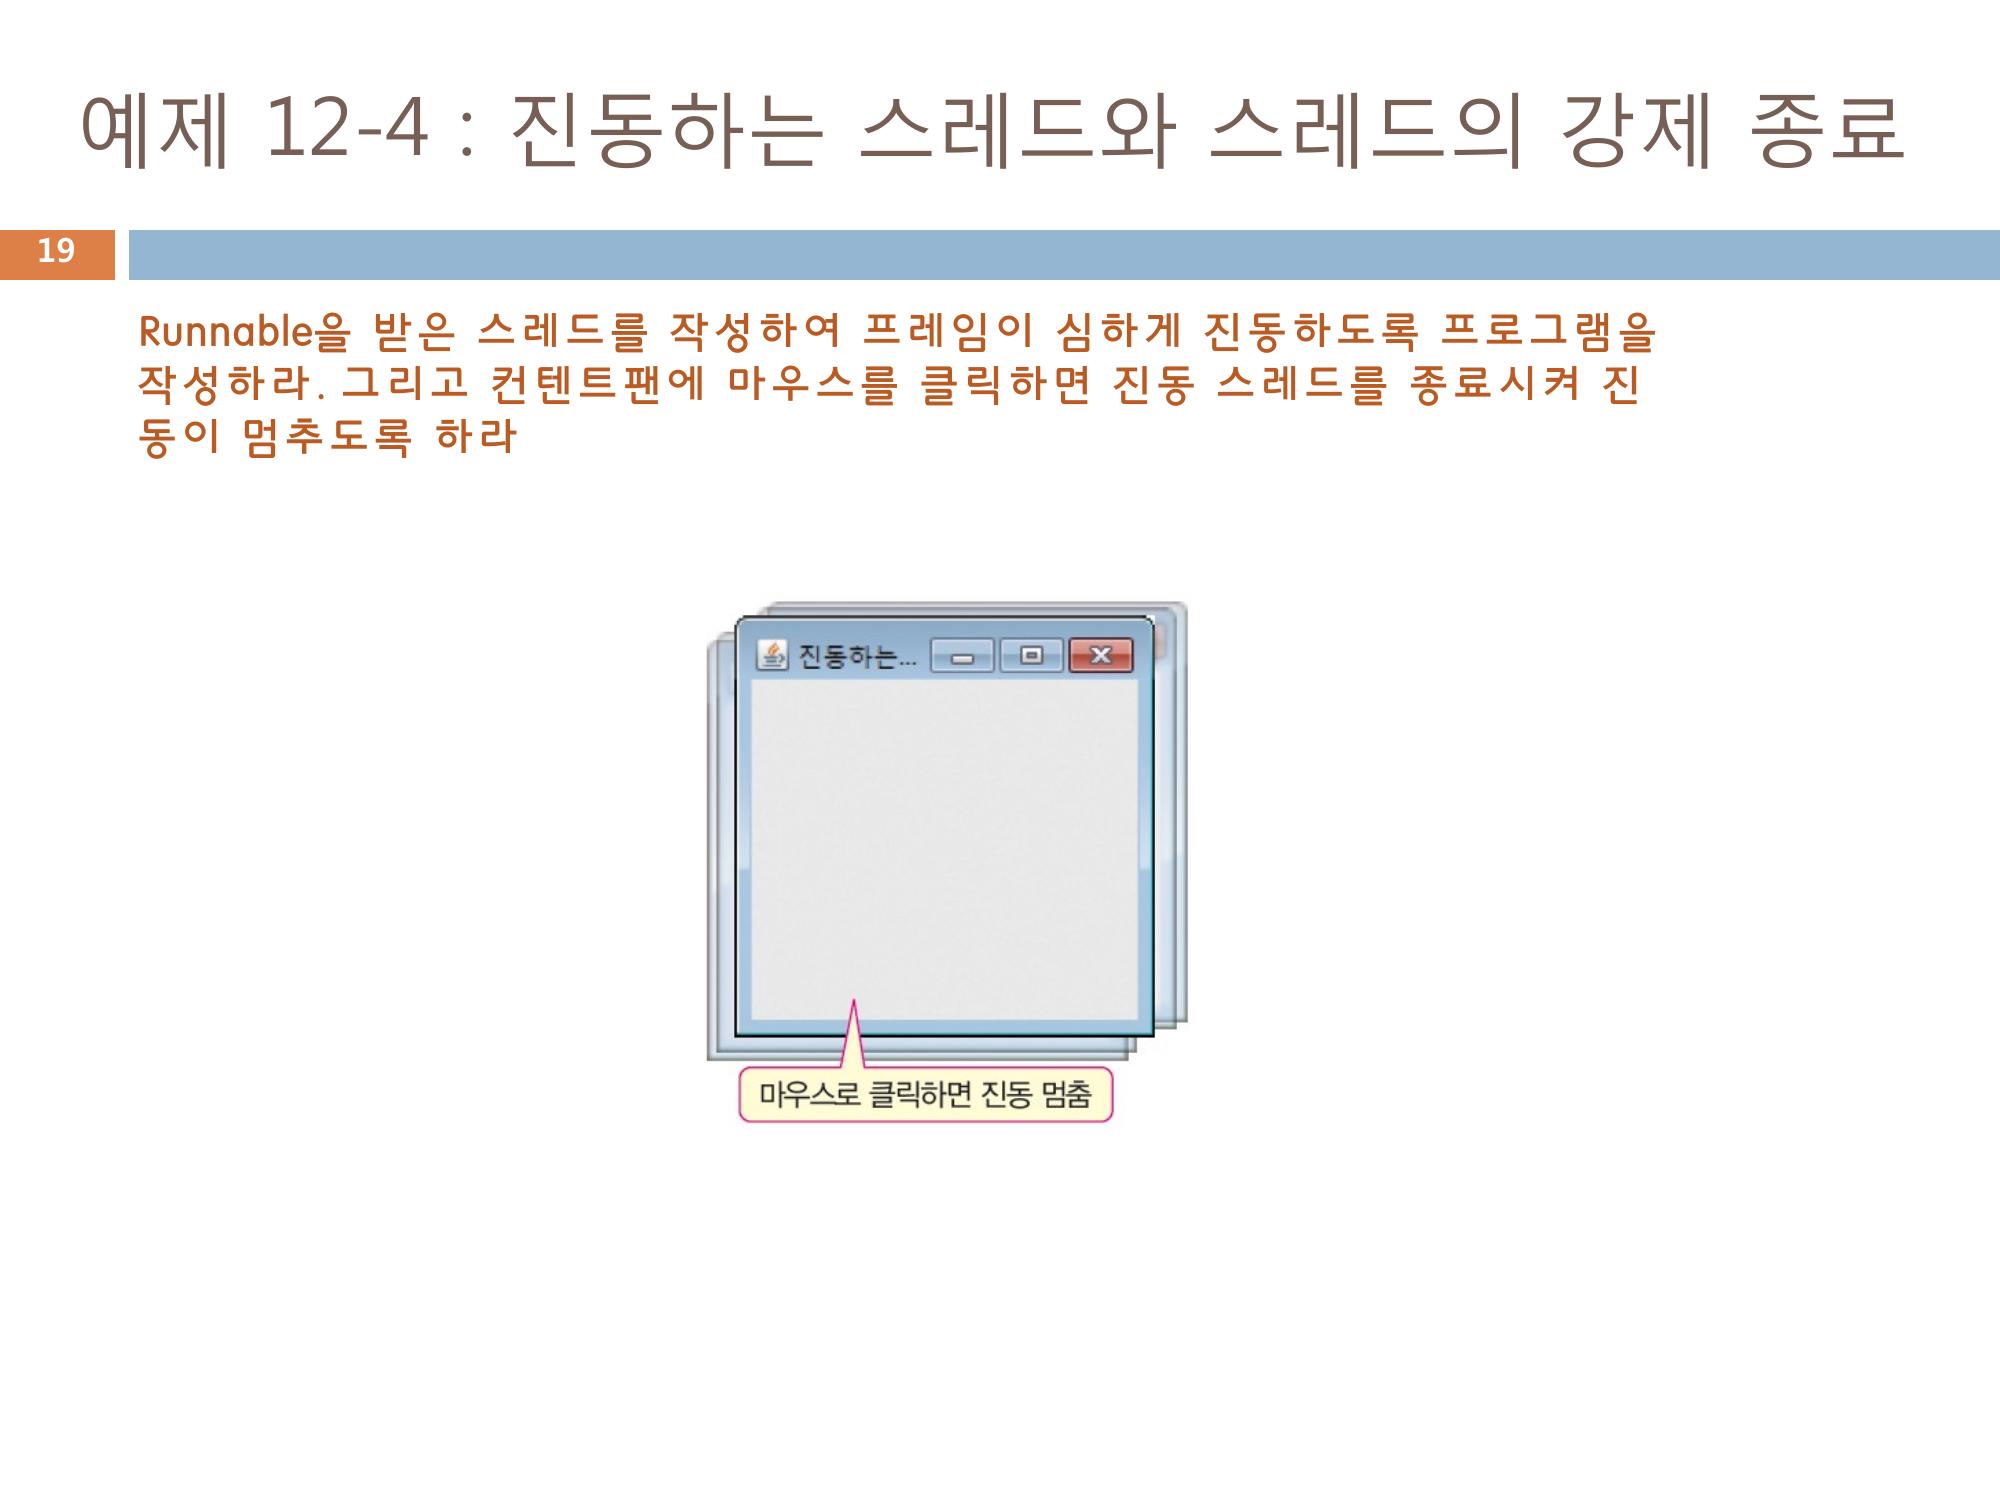 예제 12-4 : 진동하는 스레드와 스레드의 강제 종료
19
Runnable을 받은 스레드를 작성하여 프레임이 심하게 진동하도록 프로그램을
작성하라. 그리고 컨텐트팬에 마우스를 클릭하면 진동 스레드를 종료시켜 진
동이 멈추도록 하라
진동하는...
마우스로 클릭하면 진동 멈춤